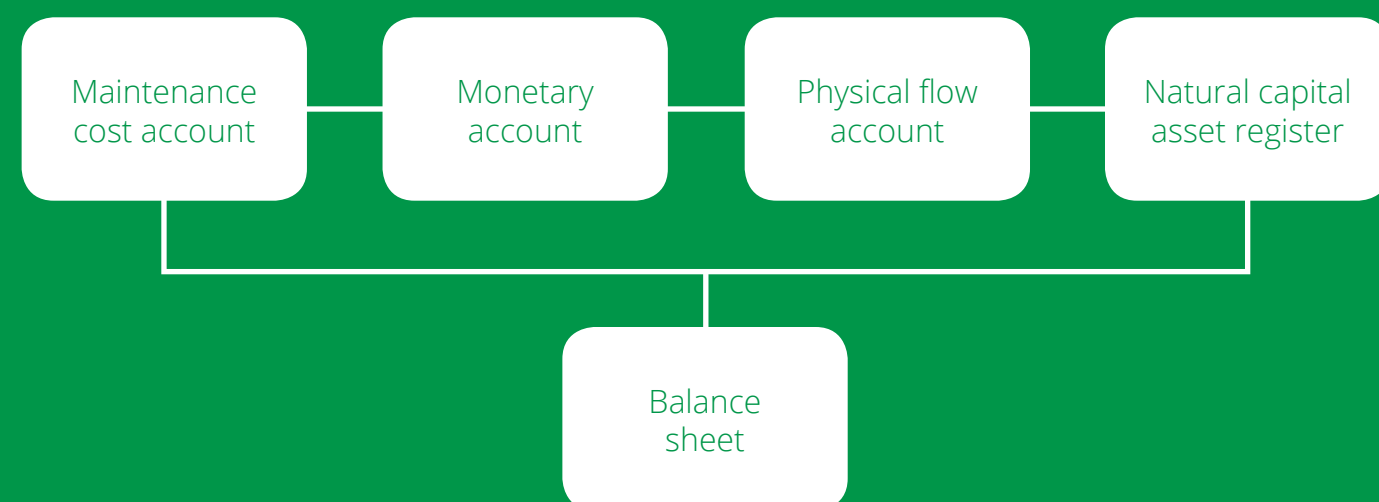 Maintenance
cost account
Monetary
account
Physical flow
account
Natural capital
asset register
Balance
sheet